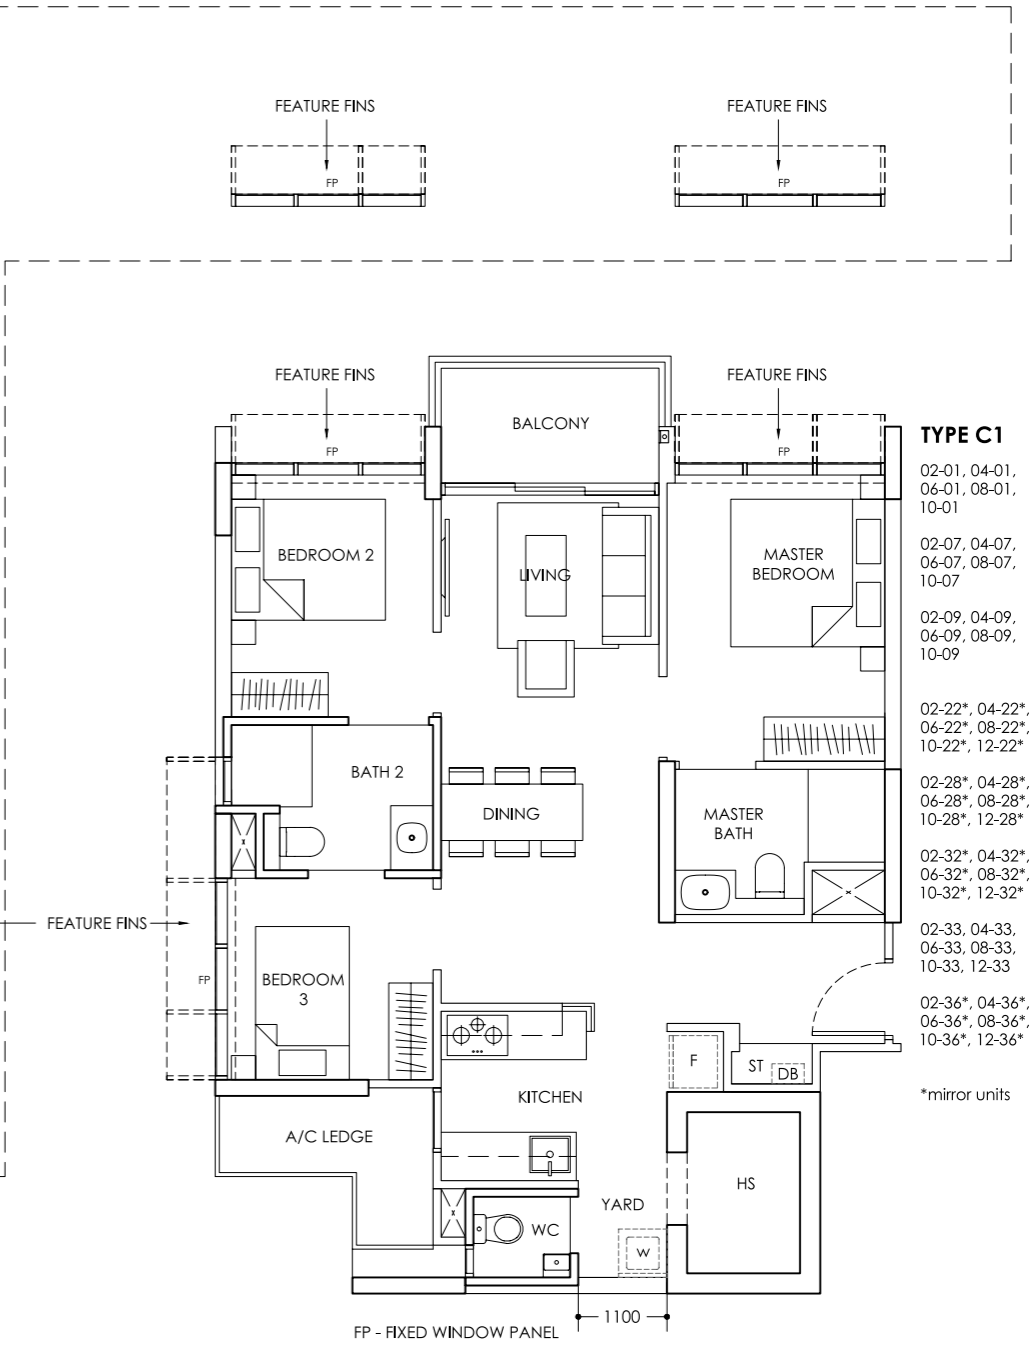 FEATURE FINS
FEATURE FINS
FP
FP
FEATURE FINS
FEATURE FINS
BALCONY
FP
FP
BEDROOM 2
LIVING
MASTER
BEDROOM
BATH 2
DINING
MASTER
BATH
FEATURE FINS
FP
BEDROOM
3
F
ST
DB
KITCHEN
A/C LEDGE
HS
YARD
WC
W
1100
FP - FIXED WINDOW PANEL
TYPE C1
02-01, 04-01,
06-01, 08-01,
10-01
02-07, 04-07,
06-07, 08-07,
10-07
02-09, 04-09,
06-09, 08-09,
10-09
02-22*, 04-22*,
06-22*, 08-22*,
10-22*, 12-22*
02-28*, 04-28*,
06-28*, 08-28*,
10-28*, 12-28*
02-32*, 04-32*,
06-32*, 08-32*,
10-32*, 12-32*
02-33, 04-33,
06-33, 08-33,
10-33, 12-33
02-36*, 04-36*,
06-36*, 08-36*,
10-36*, 12-36*
*mirror units